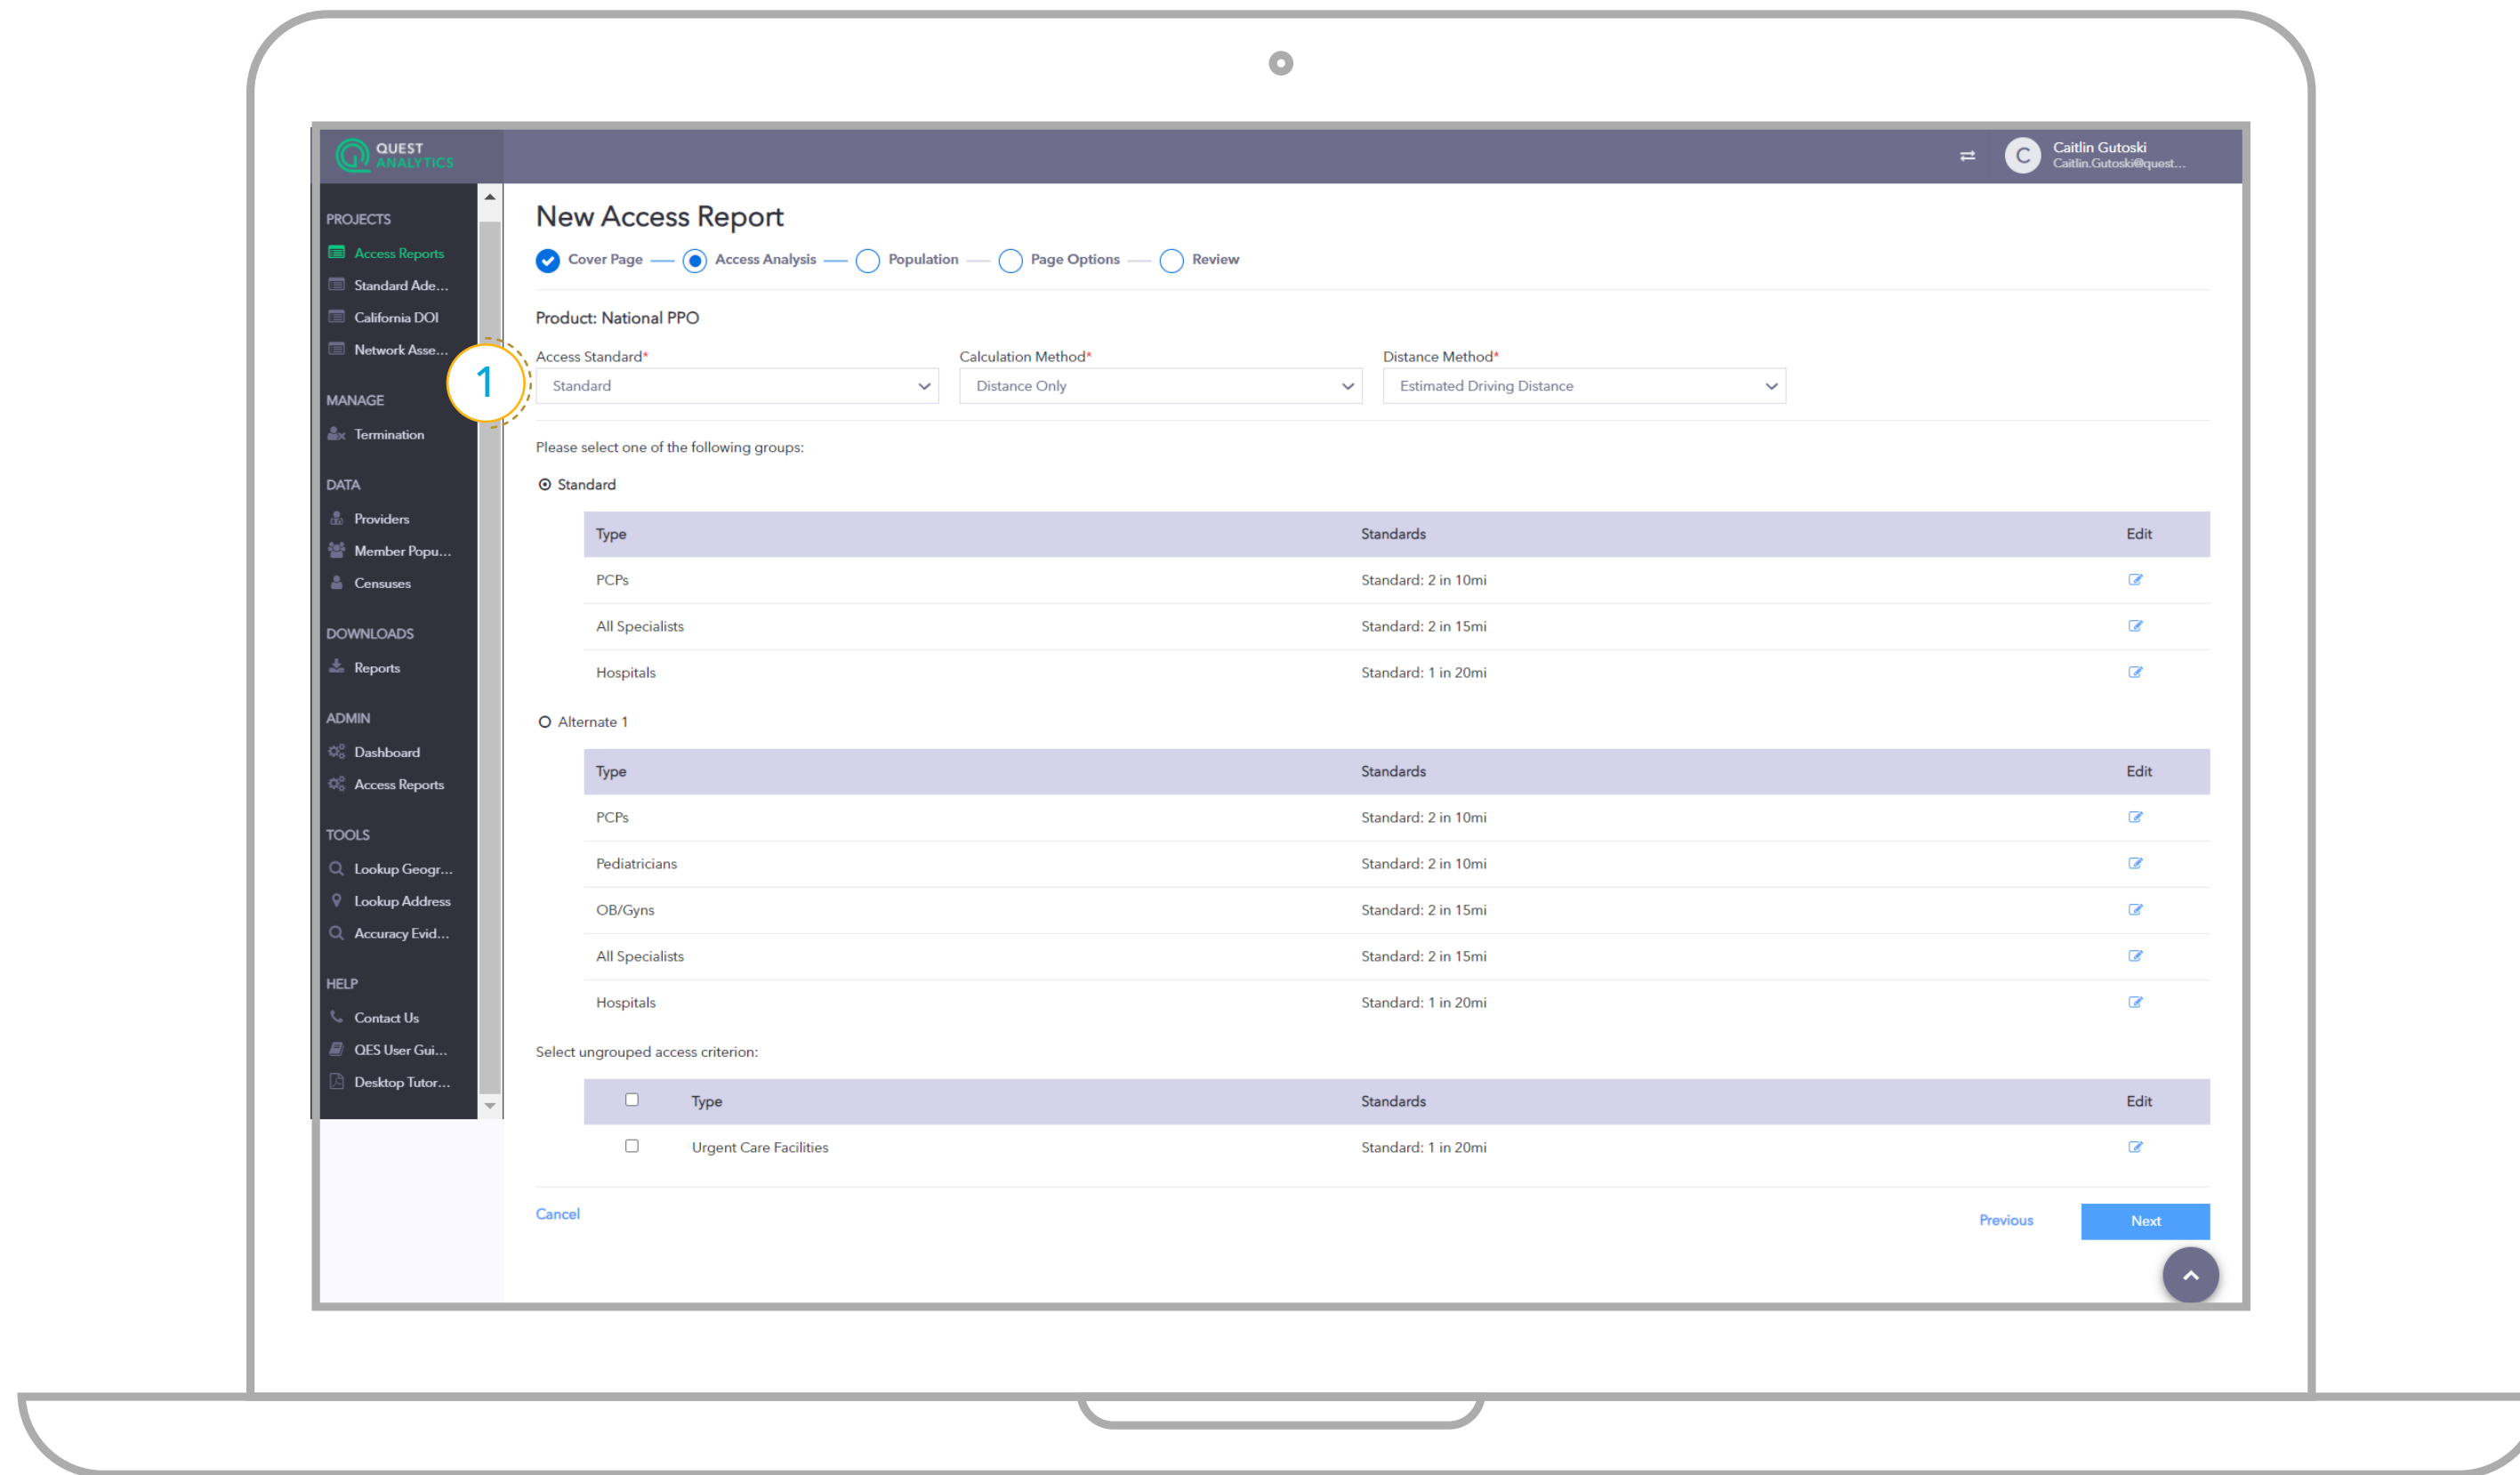 QUEST
ANALYTICS
C
Caitlin Gutoski
Caitlin.Gutoski@quest...
PROJECTS
Access Reports
Standard Ade...
California DOI
Network Asse...
MANAGE
Termination
DATA
Providers
Member Popu...
Censuses
DOWNLOADS
Reports
ADMIN
Dashboard
Access Reports
TOOLS
Lookup Geogr...
Lookup Address
Accuracy Evid...
HELP
Contact Us
QES User Gui...
Desktop Tutor...
1
New Access Report
Cover Page Access Analysis Population Page Options Review
Product: National PPO
Access Standard* Calculation Method* Distance Method*
Standard Distance Only Estimated Driving Distance
Please select one of the following groups:
Standard
Type Standards Edit
PCPs Standard: 2 in 10mi
All Specialists Standard: 2 in 15mi
Hospitals Standard: 1 in 20mi
Alternate 1
Type Standards Edit
PCPs Standard: 2 in 10mi
Pediatricians Standard: 2 in 10mi
OB/Gyns Standard: 2 in 15mi
All Specialists Standard: 2 in 15mi
Hospitals Standard: 1 in 20mi
Select ungrouped access criterion:
Type Standards Edit
Urgent Care Facilities Standard: 1 in 20mi
Cancel Previous Next